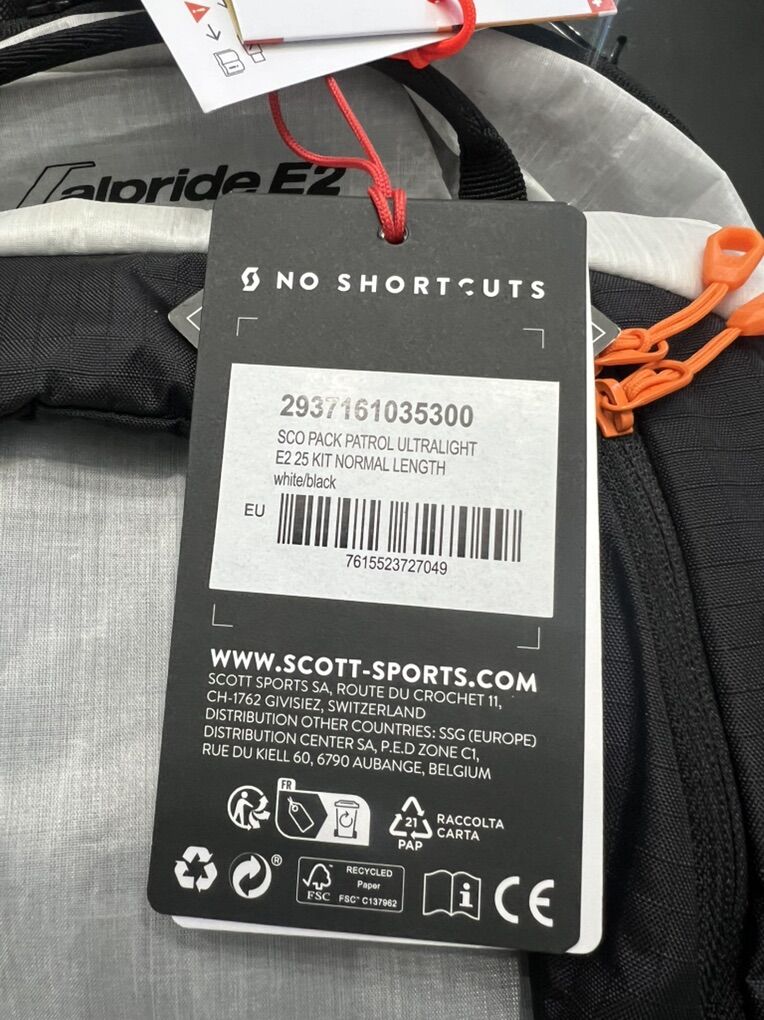 alpride E2
NO SHORTCUTS
2937161035300
SCO PACK PATROL ULTRALIGHT
E2 25 KIT NORMAL LENGTH
white/black
EU
7615523727049
WWW.SCOTT-SPORTS.COM
SCOTT SPORTS SA, ROUTE DU CROCHET 11,
CH-1762 GIVISIEZ, SWITZERLAND
DISTRIBUTION OTHER COUNTRIES: SSG (EUROPE)
DISTRIBUTION CENTER SA, P.E.D ZONE C1,
RUE DU KIELL 60, 6790 AUBANGE, BELGIUM
FR
21
PAP
RACCOLTA
CARTA
®
FSC
RECYCLED
Paper
FSC™ C137962
i
CE